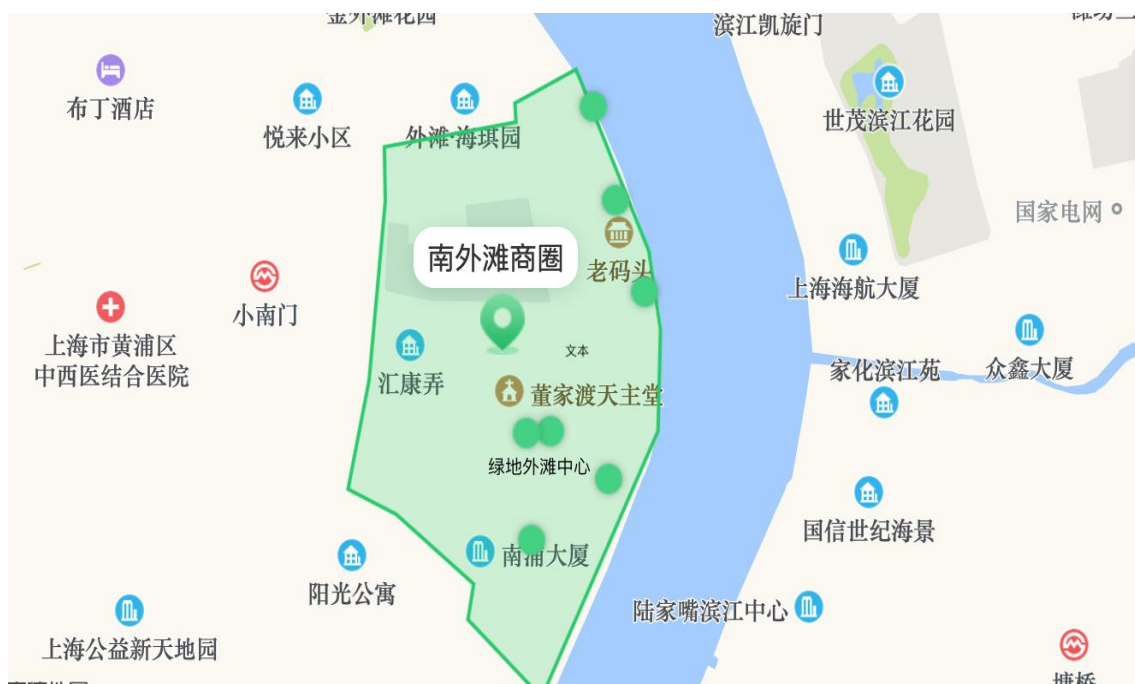 金外滩花园
滨江凯旋门
布丁酒店
悦来小区
外滩·海琪园
世茂滨江花园
国家电网
南外滩商圈
老码头
上海海航大厦
小南门
上海市黄浦区
中西医结合医院
文本
汇康弄
家化滨江苑
众鑫大厦
董家渡天主堂
绿地外滩中心
国信世纪海景
南浦大厦
阳光公寓
陆家嘴滨江中心
上海公益新天地园
塘桥